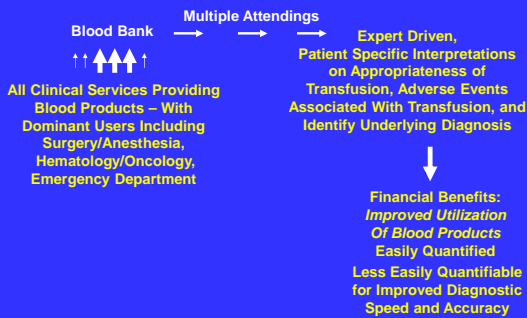 Multiple Attendings
Blood Bank
All Clinical Services Providing
Blood Products – With
Dominant Users Including
Surgery/Anesthesia,
Hematology/Oncology,
Emergency Department
Expert Driven,
Patient Specific Interpretations
on Appropriateness of
Transfusion, Adverse Events
Associated With Transfusion, and
Identify Underlying Diagnosis
Financial Benefits:
Improved Utilization
Of Blood Products
Easily Quantified
Less Easily Quantifiable
for Improved Diagnostic
Speed and Accuracy